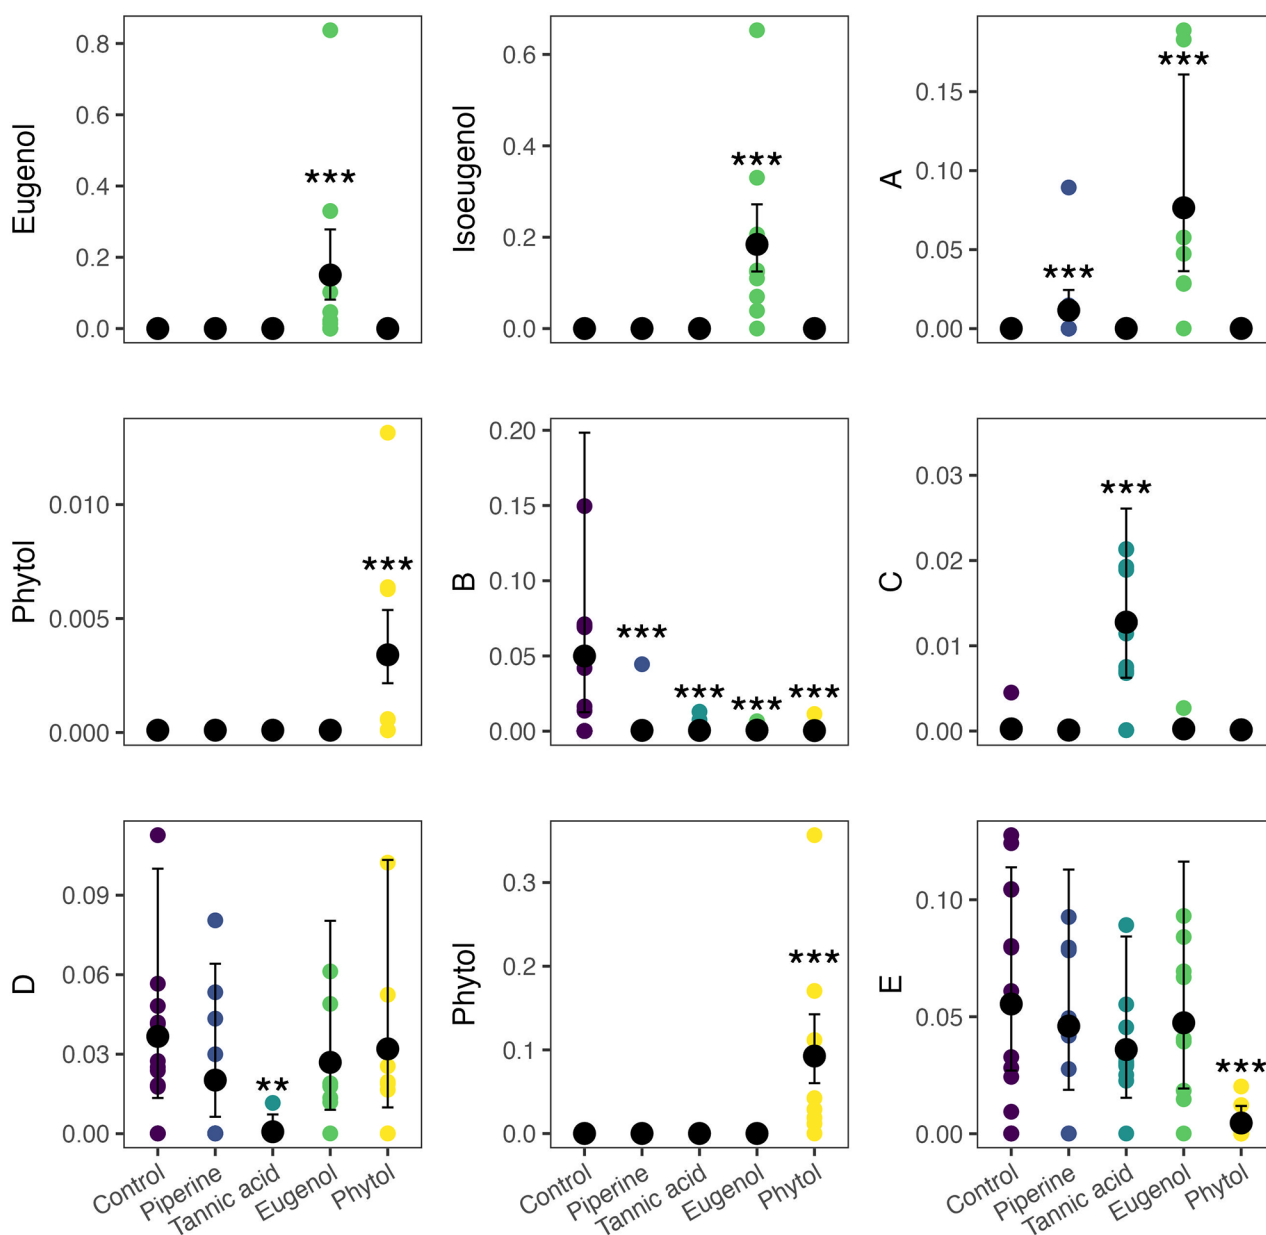 Eugenol
0.8
0.6
0.4
0.2
0.0
***
Isoeugenol
0.6
0.4
0.2
0.0
***
A
0.15
0.10
0.05
0.00
***
***
Phytol
0.010
0.005
0.000
***
B
0.20
0.15
0.10
0.05
0.00
***
***
***
***
C
0.03
0.02
0.01
0.00
***
D
0.09
0.06
0.03
0.00
**
Control
Piperine
Tannic acid
Eugenol
Phytol
Phytol
0.3
0.2
0.1
0.0
***
Control
Piperine
Tannic acid
Eugenol
Phytol
E
0.10
0.05
0.00
***
Control
Piperine
Tannic acid
Eugenol
Phytol